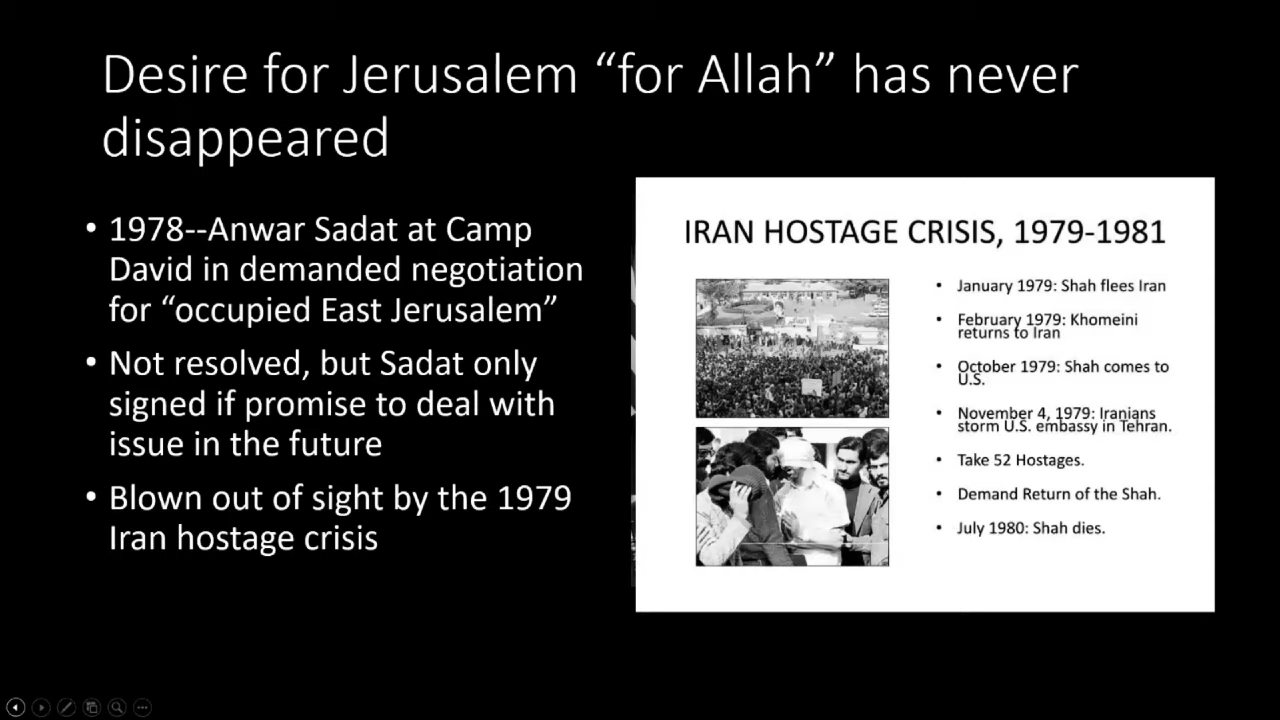 Desire for Jerusalem “for Allah” has never
disappeared
• 1978--Anwar Sadat at Camp
David in demanded negotiation
for “occupied East Jerusalem”
• Not resolved, but Sadat only
signed if promise to deal with
issue in the future
• Blown out of sight by the 1979
Iran hostage crisis
IRAN HOSTAGE CRISIS, 1979-1981
• January 1979: Shah flees Iran
• February 1979: Khomeini
returns to Iran
• October 1979: Shah comes to
U.S.
• November 4, 1979: Iranians
storm U.S. embassy in Tehran.
• Take 52 Hostages.
• Demand Return of the Shah.
• July 1980: Shah dies.